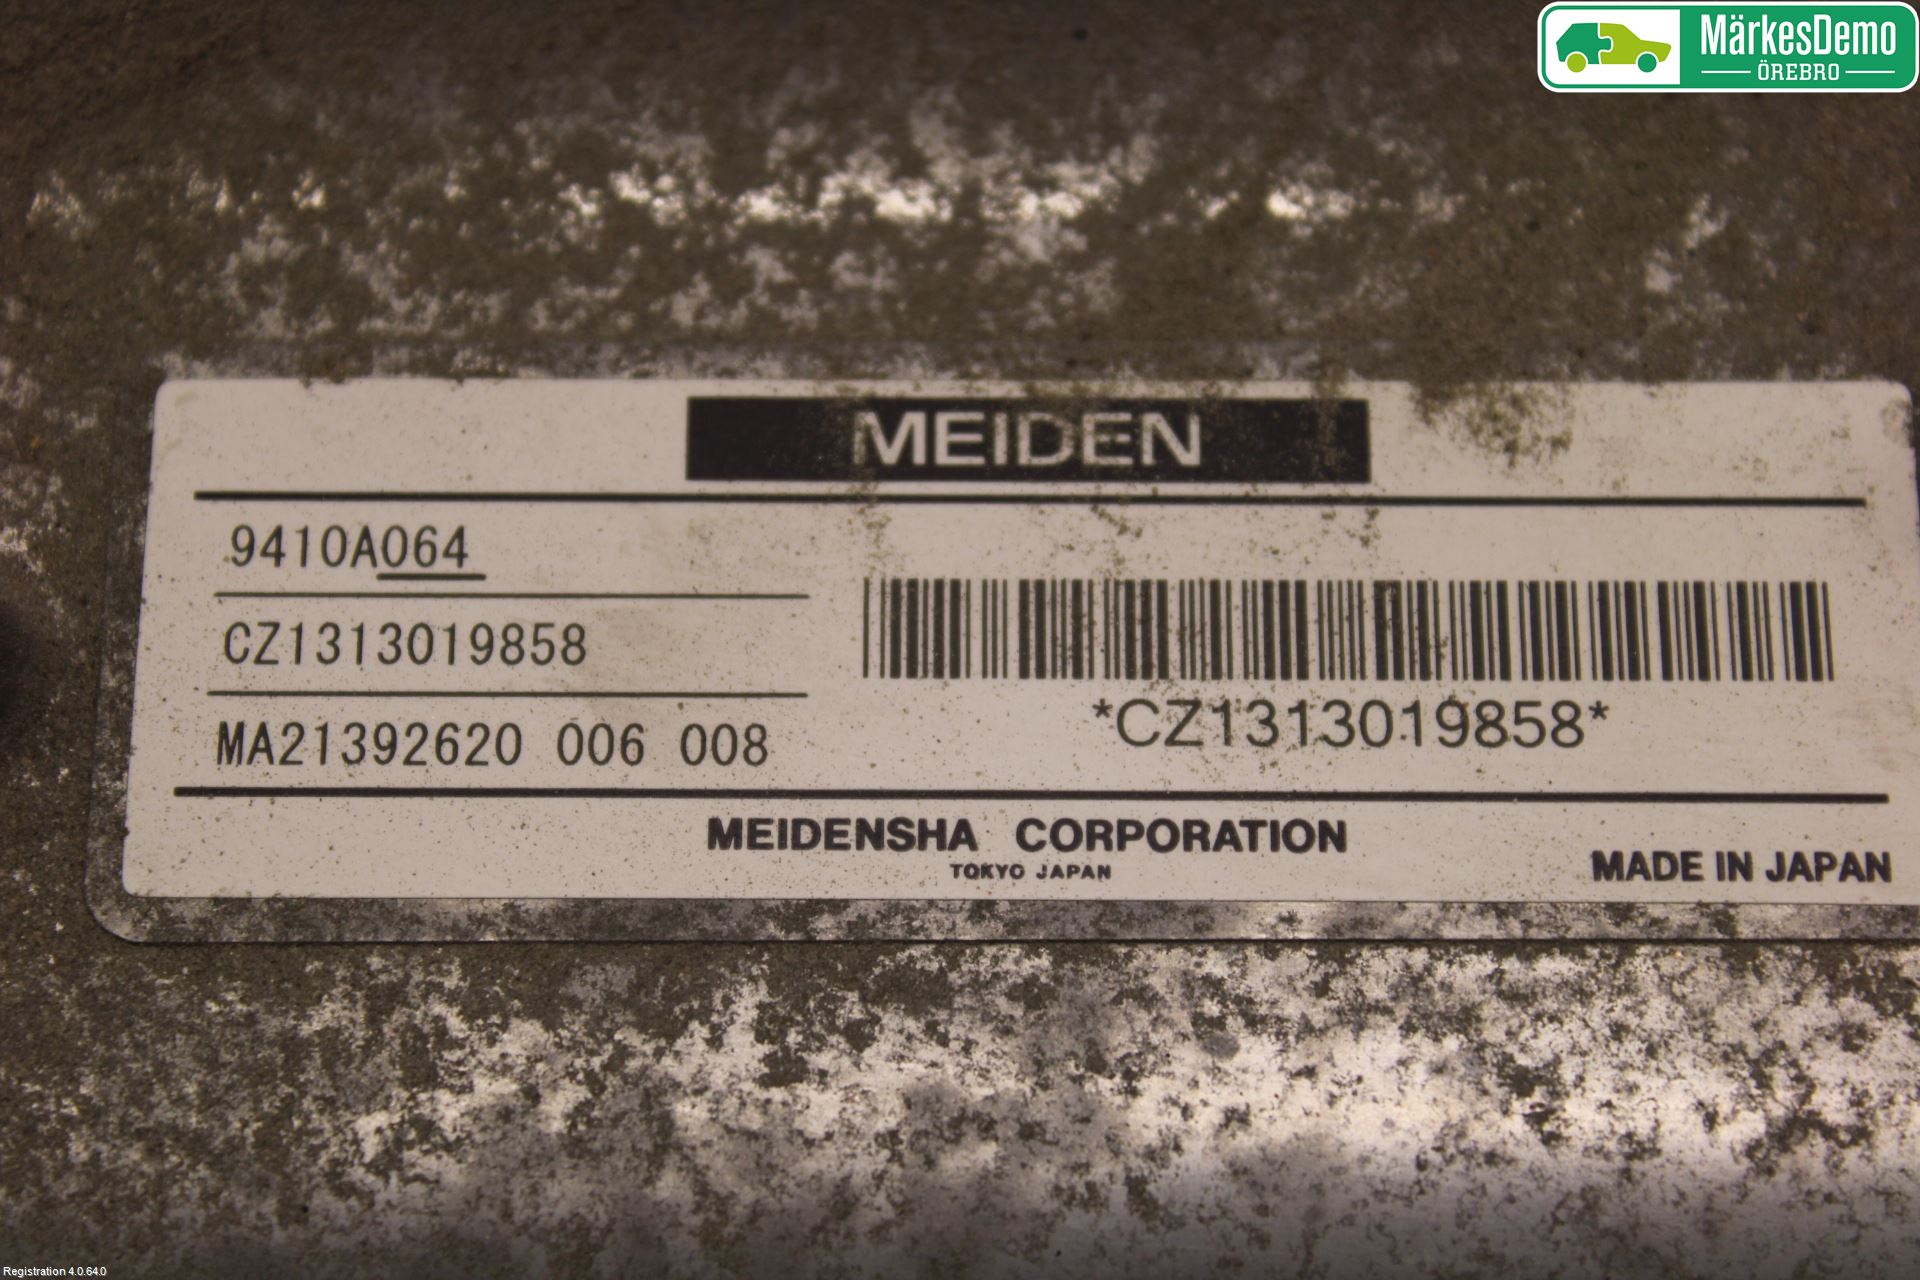 MärkesDemo
ÖREBRO
MEIDEN
9410A064
CZ1313019858
MA21392620 006 008
*CZ1313019858*
MEIDENSHA CORPORATION
TOKYO JAPAN
MADE IN JAPAN
Registration 4.0.64.0